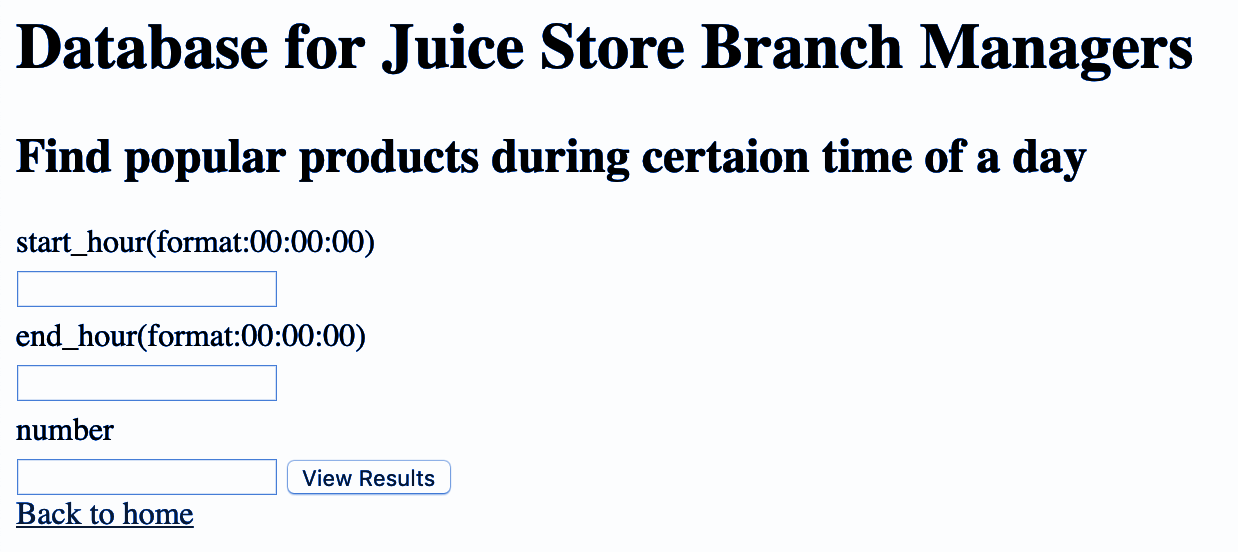 Database for Juice Store Branch Managers
Find popular products during certaion time of a day
start_hour(format:00:00:00)
end_hour(format:00:00:00)
number
View Results
Back to home